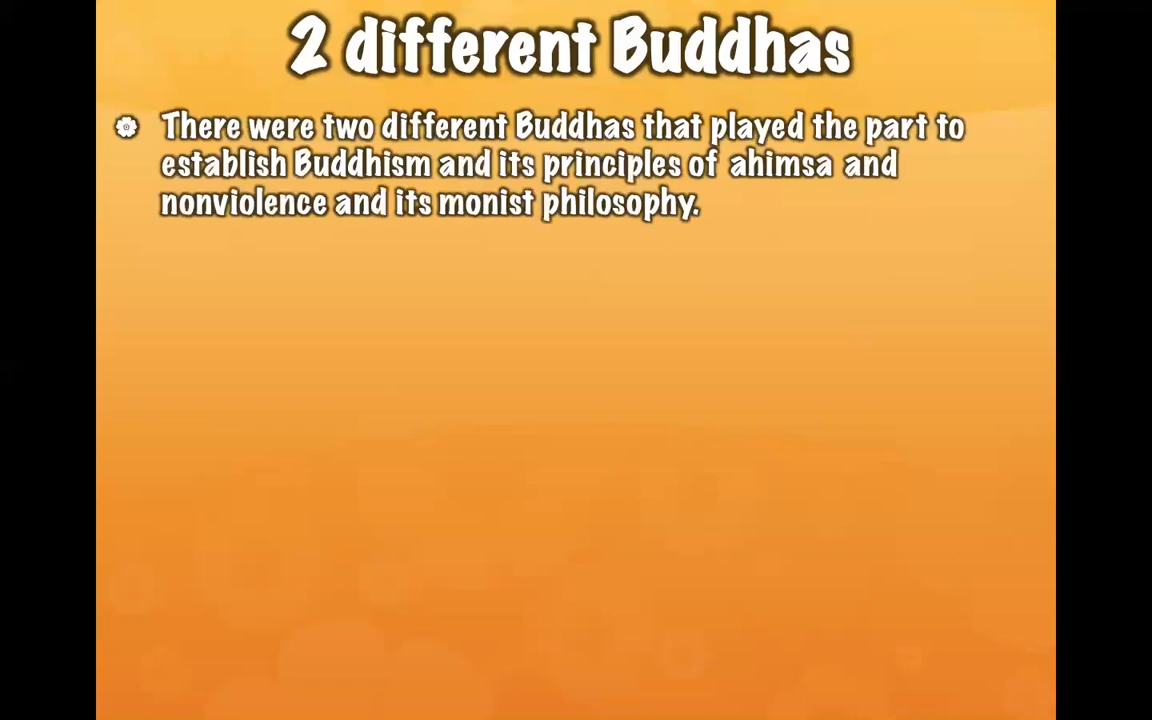 2 different Buddhas
There were two different Buddhas that played the part to
establish Buddhism and its principles of ahimsa and
nonviolence and its monist philosophy.